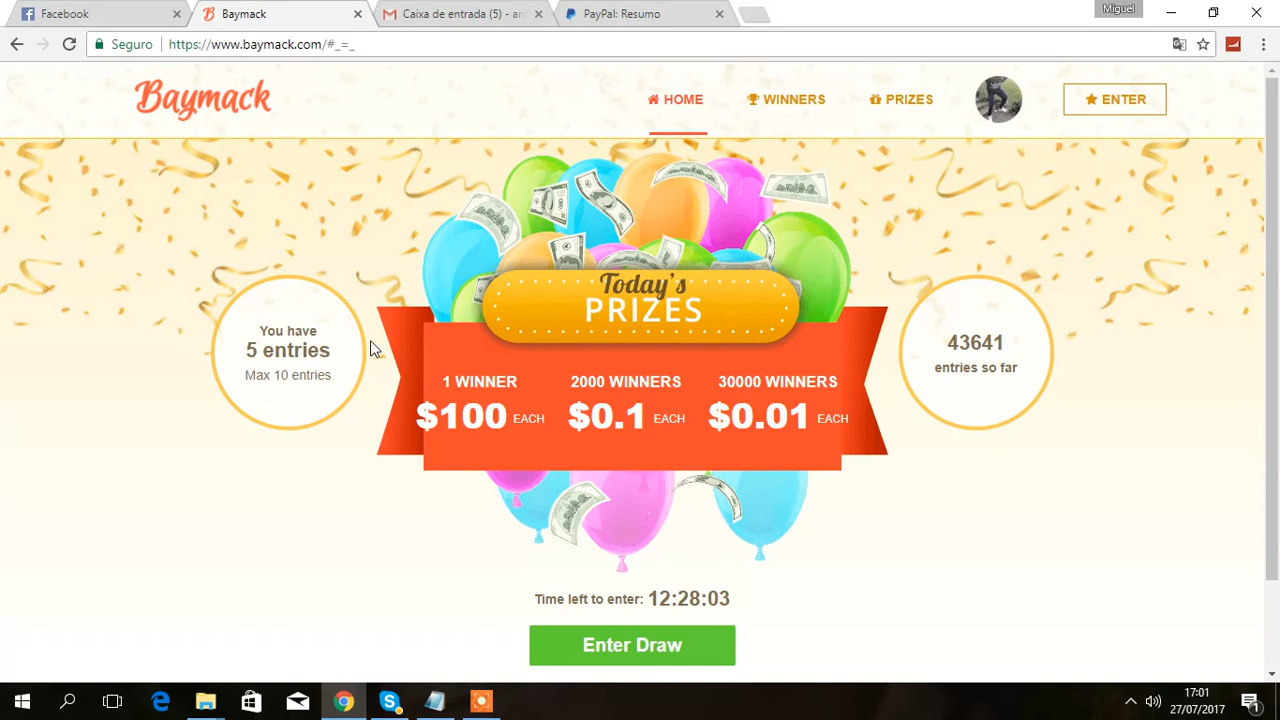 Facebook
Baymack
Caixa de entrada (5) - arc
PayPal: Resumo
Miguel
Seguro
https://www.baymack.com/#_=_
Baymack
HOME
WINNERS
PRIZES
ENTER
Today's
PRIZES
You have
5 entries
Max 10 entries
43641
entries so far
1 WINNER
2000 WINNERS
30000 WINNERS
$100 EACH
$0.1 EACH
$0.01 EACH
Time left to enter: 12:28:03
Enter Draw
17:01
27/07/2017
1